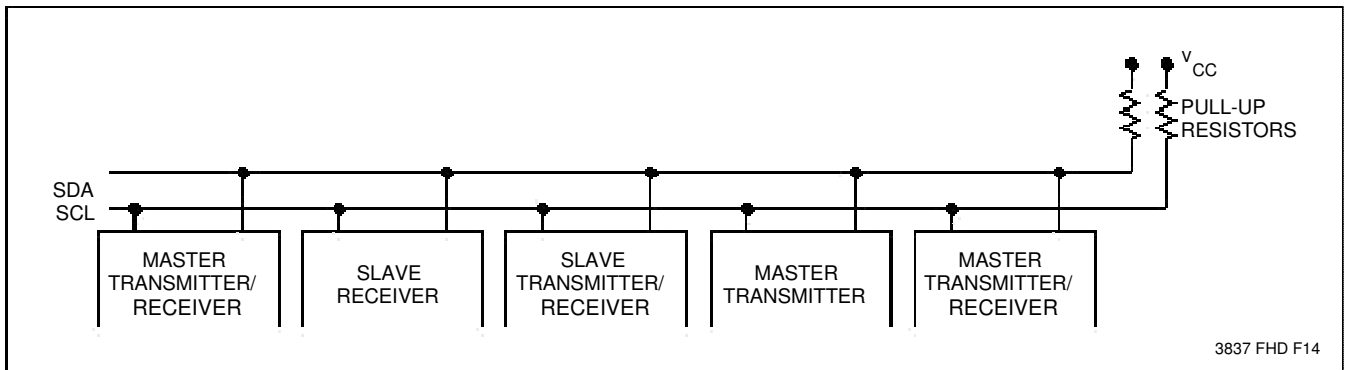 VCC
PULL-UP
RESISTORS
SDA
SCL
MASTER
TRANSMITTER/
RECEIVER
SLAVE
RECEIVER
SLAVE
TRANSMITTER/
RECEIVER
MASTER
TRANSMITTER
MASTER
TRANSMITTER/
RECEIVER
3837 FHD F14